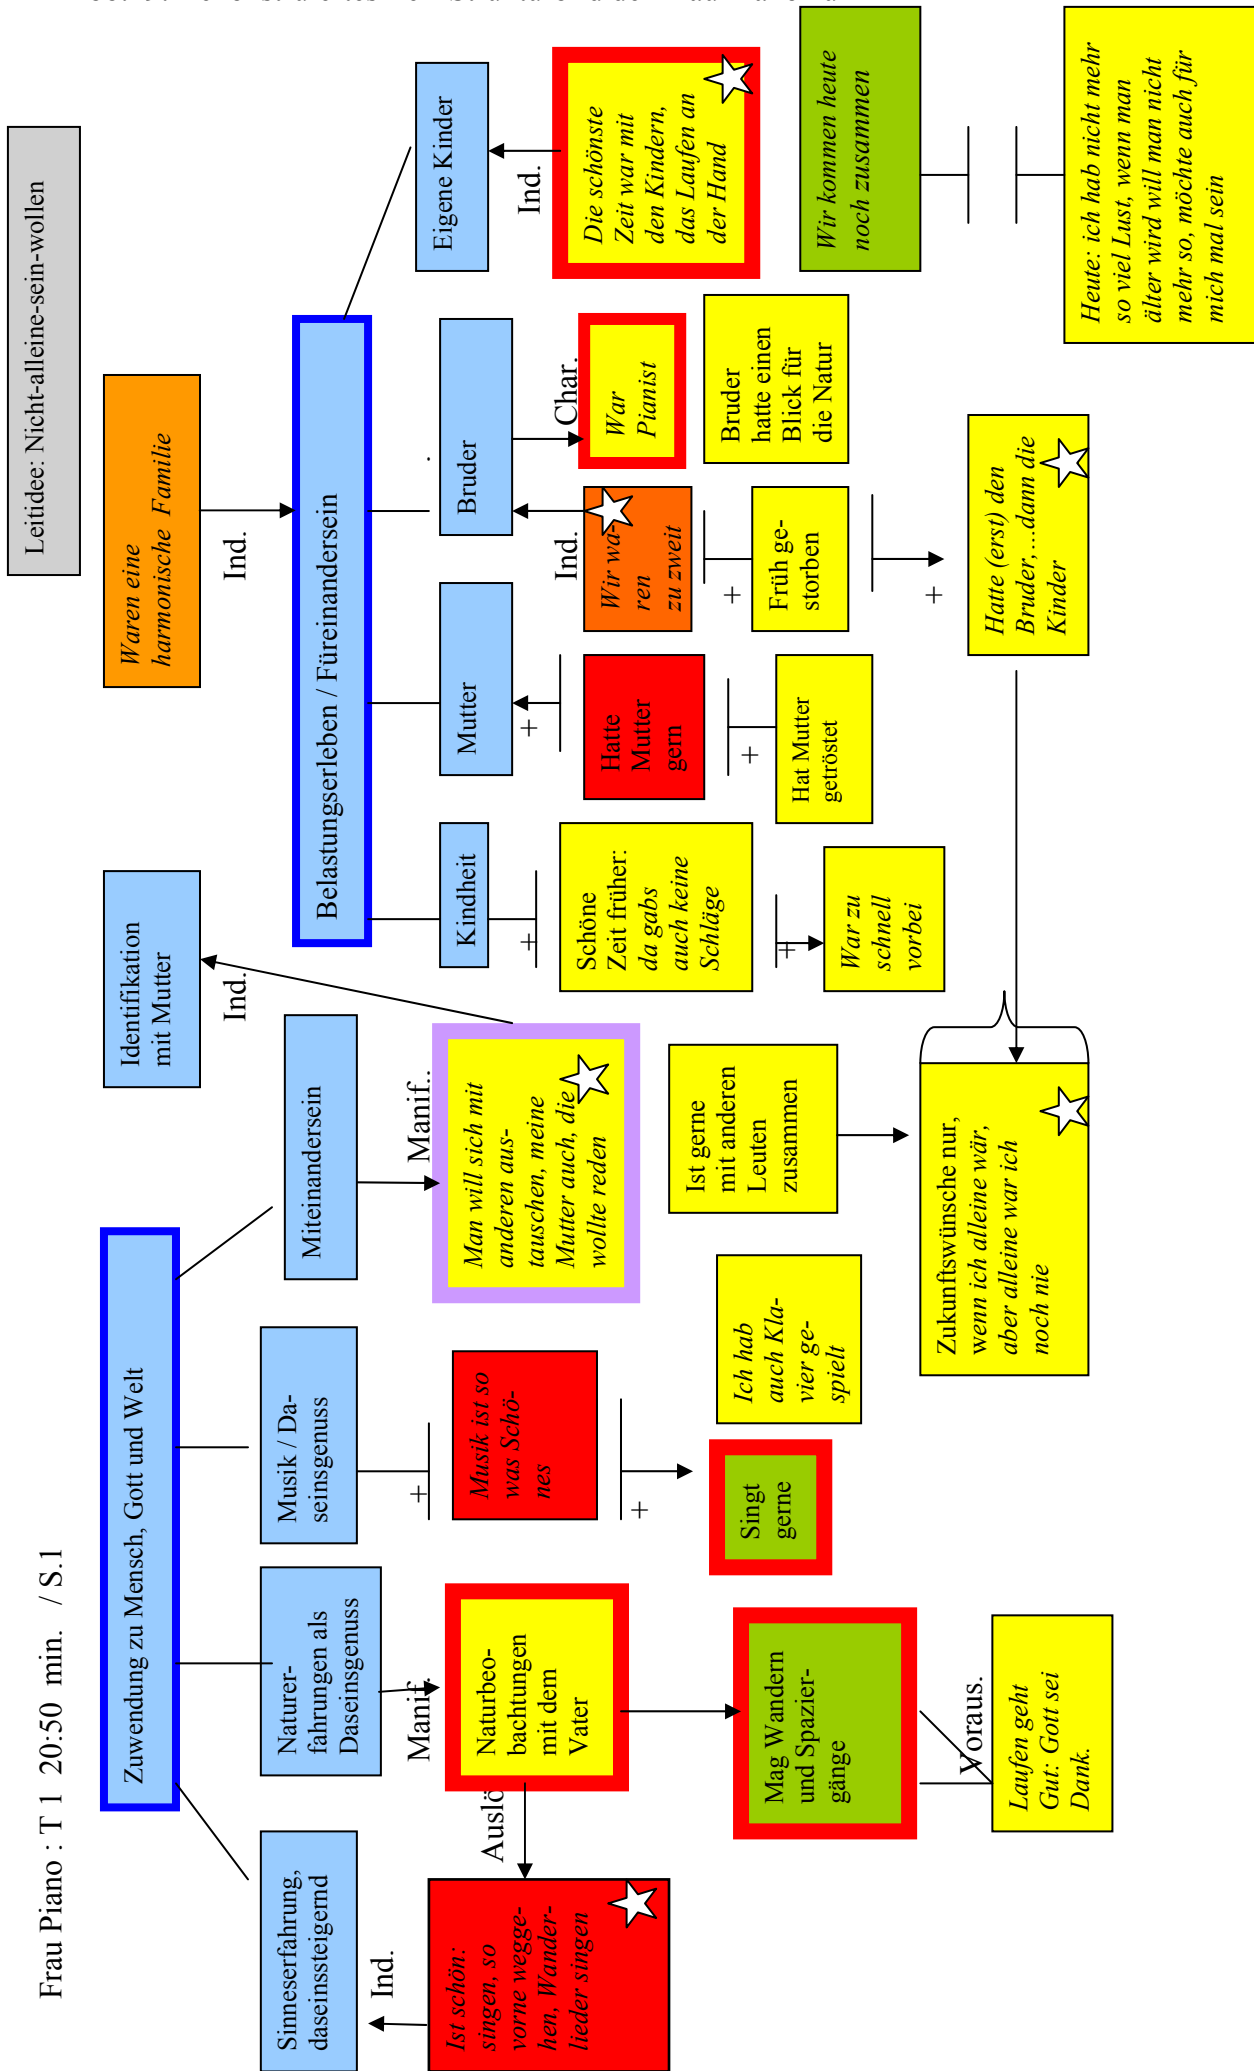 Frau Piano : T 1 20:50 min. / S.1
Leitidee: Nicht-alleine-sein-wollen
Zuwendung zu Mensch, Gott und Welt
Identifikation
mit Mutter
Ind.
Waren eine
harmonische Familie
Ind.
Sinneserfahrung,
daseinssteigernd
Naturer-
fahrungen als
Daseinsgenuss
Musik / Da-
seinsgenuss
Miteinandersein
Belastungserleben / Füreinandersein
Kindheit
Mutter
Bruder
Eigene Kinder
Ind.
Manif.
+
Manif..
+
+
Ind.
Char.
Ind.
Ist schön:
singen, so
vorne wegge-
hen, Wander-
lieder singen
Auslö
Naturbeo-
bachtungen
mit dem
Vater
Musik ist so
was Schö-
nes
Man will sich mit
anderen aus-
tauschen, meine
Mutter auch, die
wollte reden
Schöne
Zeit früher:
da gabs
auch keine
Schläge
Hatte
Mutter
gern
Wir wa-
ren
zu zweit
War
Pianist
Die schönste
Zeit war mit
den Kindern,
das Laufen an
der Hand
+
+
+
+
Mag Wandern
und Spazier-
gänge
Singt
gerne
Ich hab
auch Kla-
vier ge-
spielt
Ist gerne
mit anderen
Leuten
zusammen
War zu
schnell
vorbei
Hat Mutter
getröstet
Früh ge-
storben
Bruder
hatte einen
Blick für
die Natur
Wir kommen heute
noch zusammen
Voraus.
+
Laufen geht
Gut: Gott sei
Dank.
Zukunftswünsche nur,
wenn ich alleine wär,
aber alleine war ich
noch nie
Hatte (erst) den
Bruder, ...dann die
Kinder
Heute: ich hab nicht mehr
so viel Lust, wenn man
älter wird will man nicht
mehr so, möchte auch für
mich mal sein